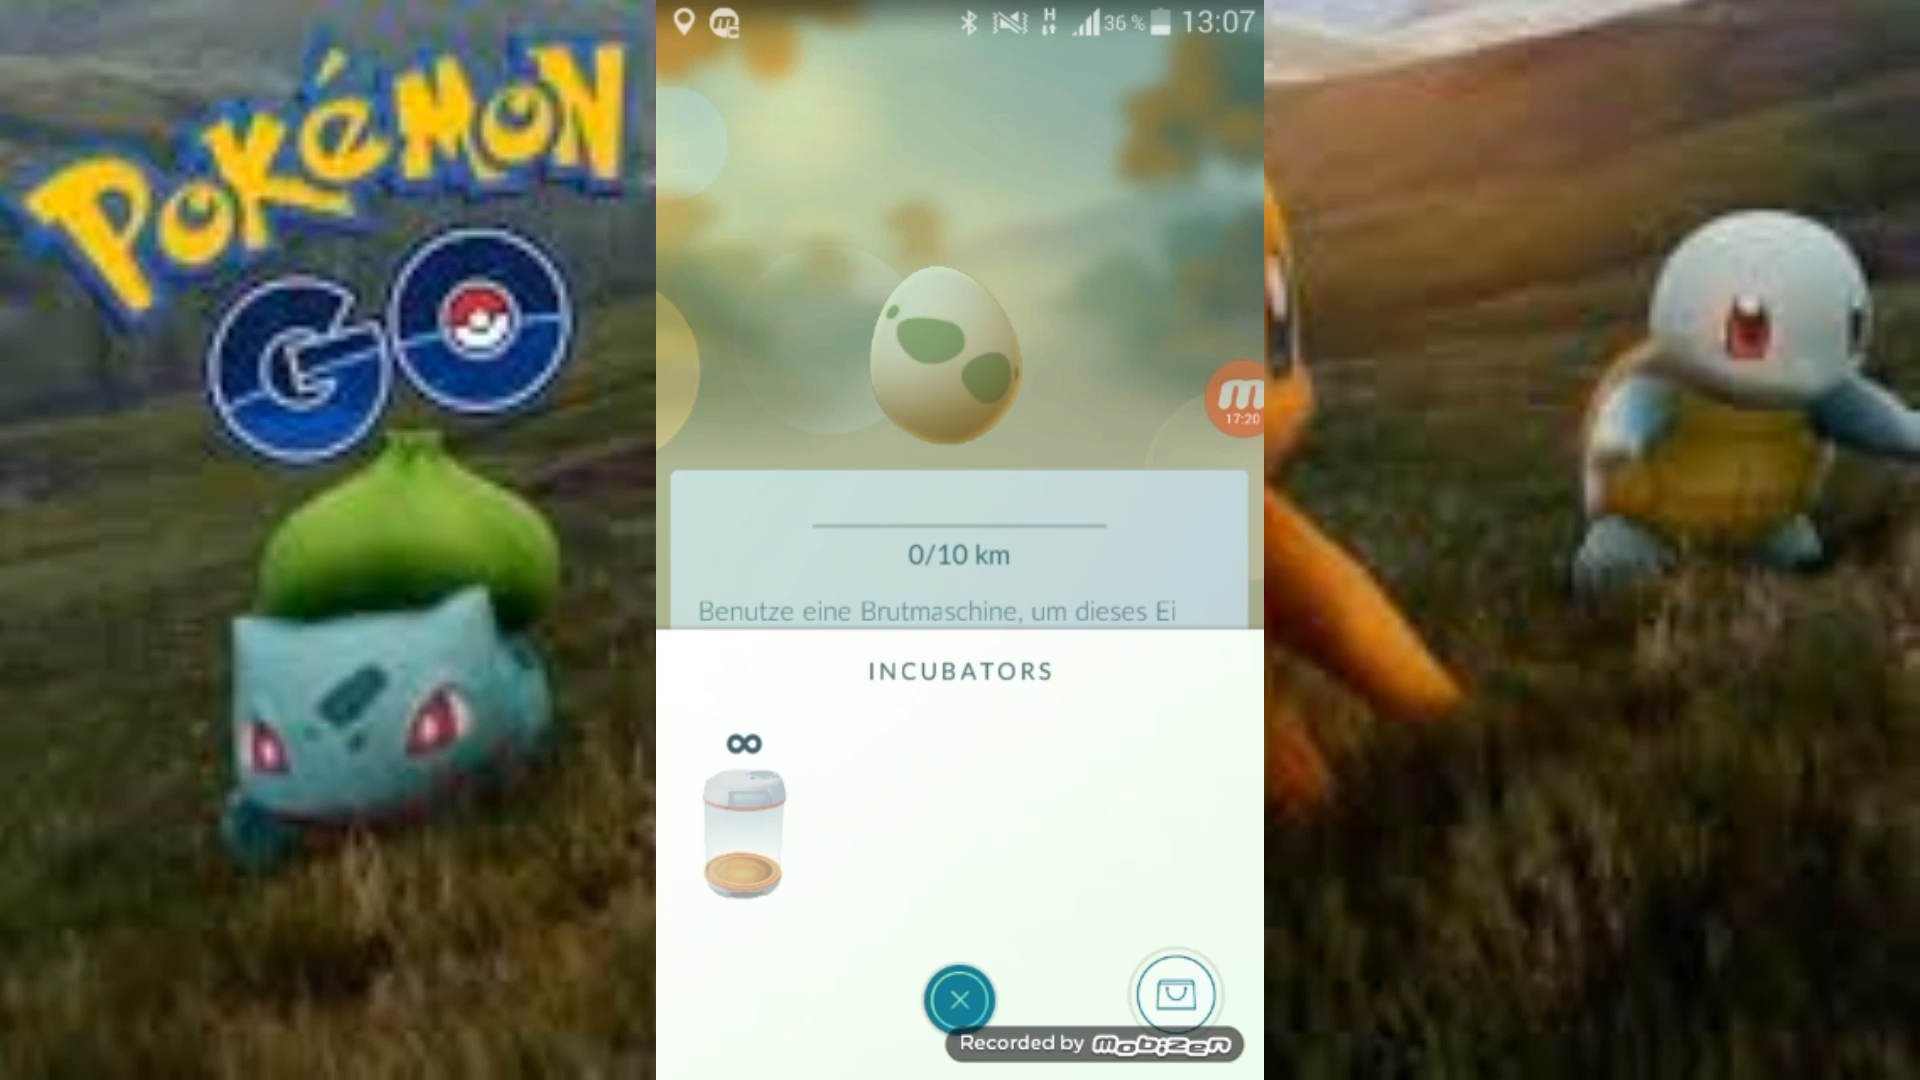 POKéMON
GO
36 % 13:07
17:20
0/10 km
Benutze eine Brutmaschine, um dieses Ei
INCUBATORS
∞
Recorded by mobizen